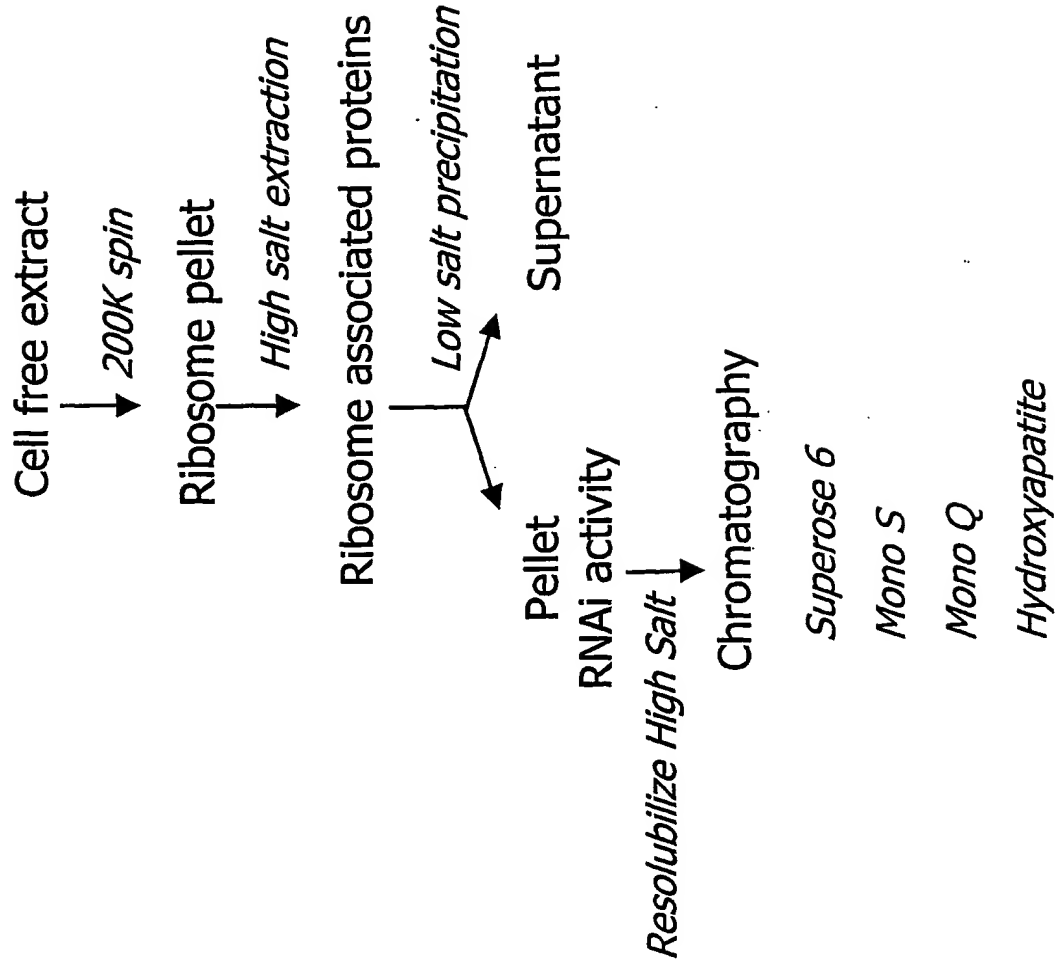 Cell free extract
200K spin
Ribosome pellet
High salt extraction
Ribosome associated proteins
Low salt precipitation
Pellet
Supernatant
RNAi activity
Resolubilize High Salt
Chromatography
Superose 6
Mono S
Mono Q
Hydroxyapatite